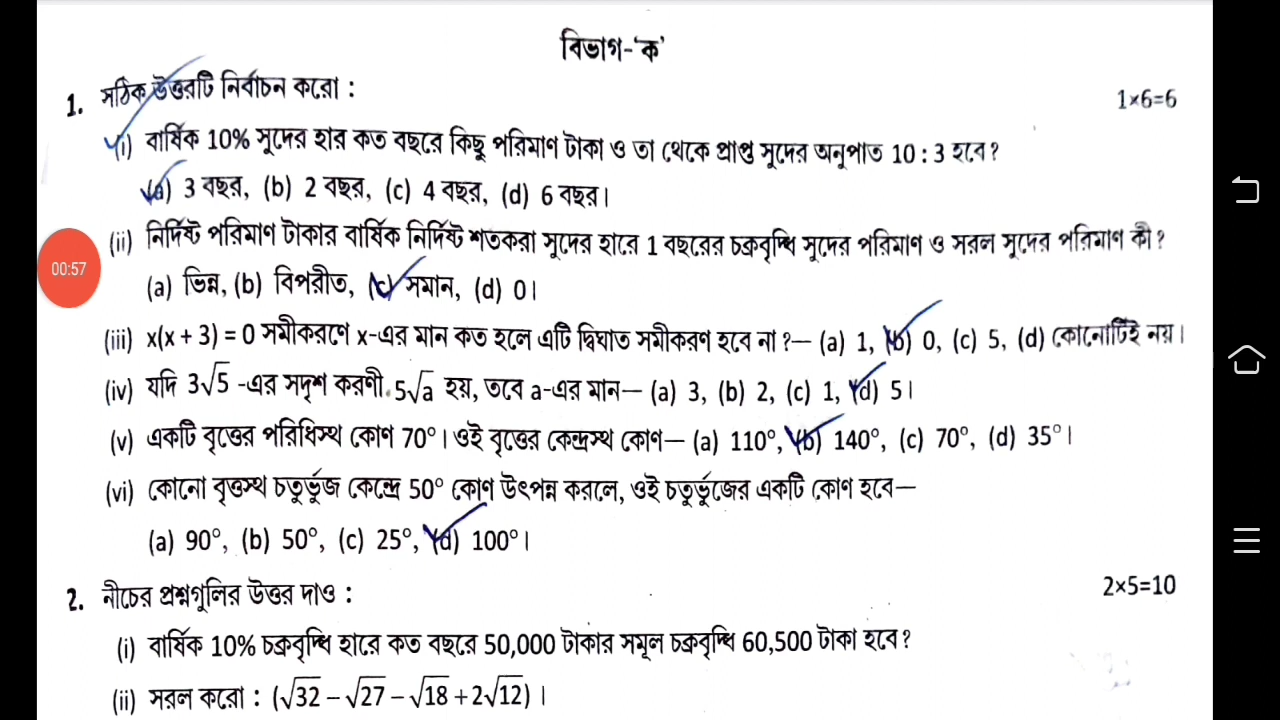 বিভাগ-‘ক’
1. সঠিক উত্তরটি নির্বাচন করো : 1×6=6
(i) বার্ষিক 10% সুদের হার কত বছরে কিছু পরিমাণ টাকা ও তা থেকে প্রাপ্ত সুদের অনুপাত 10 : 3 হবে?
(a) 3 বছর, (b) 2 বছর, (c) 4 বছর, (d) 6 বছর।
(ii) নির্দিষ্ট পরিমাণ টাকার বার্ষিক নির্দিষ্ট শতকরা সুদের হারে 1 বছরের চক্রবৃদ্ধি সুদের পরিমাণ ও সরল সুদের পরিমাণ কী?
00:57
(a) ভিন্ন, (b) বিপরীত, (c) সমান, (d) 0।
(iii) x(x + 3) = 0 সমীকরণে x-এর মান কত হলে এটি দ্বিঘাত সমীকরণ হবে না?— (a) 1, (b) 0, (c) 5, (d) কোনোটিই নয়।
(iv) যদি 3√5 -এর সদৃশ করণী 5√a হয়, তবে a-এর মান— (a) 3, (b) 2, (c) 1, (d) 5।
(v) একটি বৃত্তের পরিধিস্থ কোণ 70°। ওই বৃত্তের কেন্দ্রস্থ কোণ— (a) 110°, (b) 140°, (c) 70°, (d) 35°।
(vi) কোনো বৃত্তস্থ চতুর্ভুজ কেন্দ্রে 50° কোণ উৎপন্ন করলে, ওই চতুর্ভুজের একটি কোণ হবে—
(a) 90°, (b) 50°, (c) 25°, (d) 100°।
2. নীচের প্রশ্নগুলির উত্তর দাও : 2×5=10
(i) বার্ষিক 10% চক্রবৃদ্ধি হারে কত বছরে 50,000 টাকার সমূল চক্রবৃদ্ধি 60,500 টাকা হবে?
(ii) সরল করো : (√32 – √27 – √18 + 2√12) ।